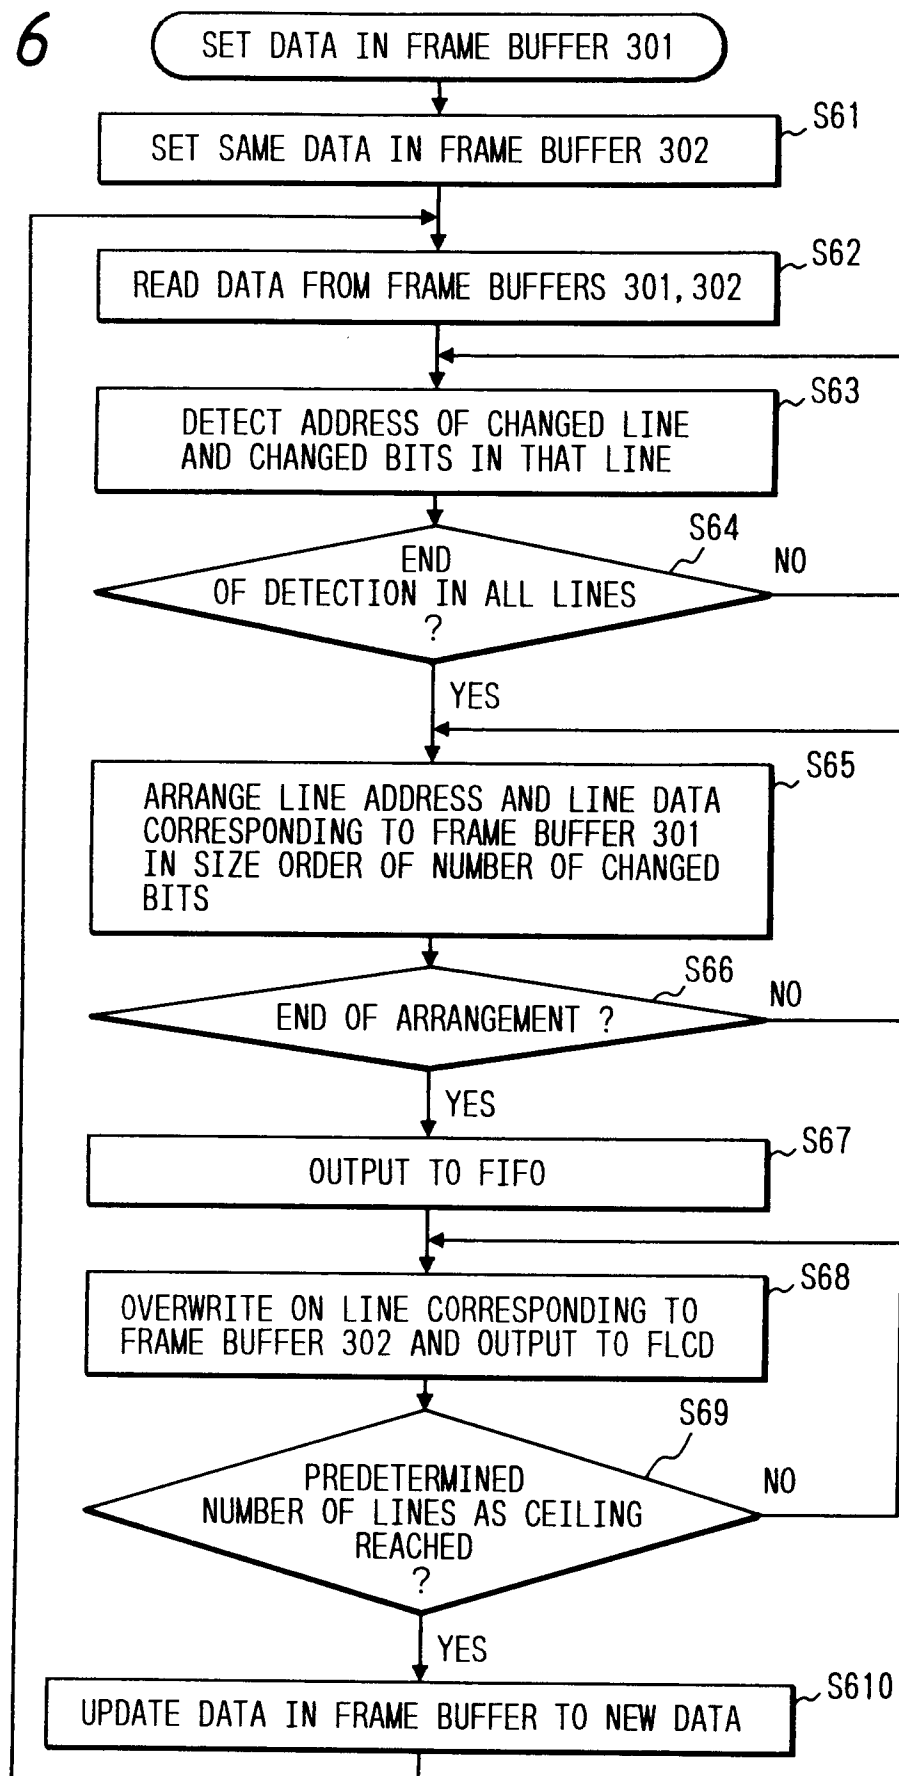 6
SET DATA IN FRAME BUFFER 301
S61
SET SAME DATA IN FRAME BUFFER 302
S62
READ DATA FROM FRAME BUFFERS 301,302
S63
DETECT ADDRESS OF CHANGED LINE
AND CHANGED BITS IN THAT LINE
S64
NO
END
OF DETECTION IN ALL LINES
?
YES
S65
ARRANGE LINE ADDRESS AND LINE DATA
CORRESPONDING TO FRAME BUFFER 301
IN SIZE ORDER OF NUMBER OF CHANGED
BITS
S66
NO
END OF ARRANGEMENT ?
YES
S67
OUTPUT TO FIFO
S68
OVERWRITE ON LINE CORRESPONDING TO
FRAME BUFFER 302 AND OUTPUT TO FLCD
S69
NO
PREDETERMINED
NUMBER OF LINES AS CEILING
REACHED
?
YES
S610
UPDATE DATA IN FRAME BUFFER TO NEW DATA